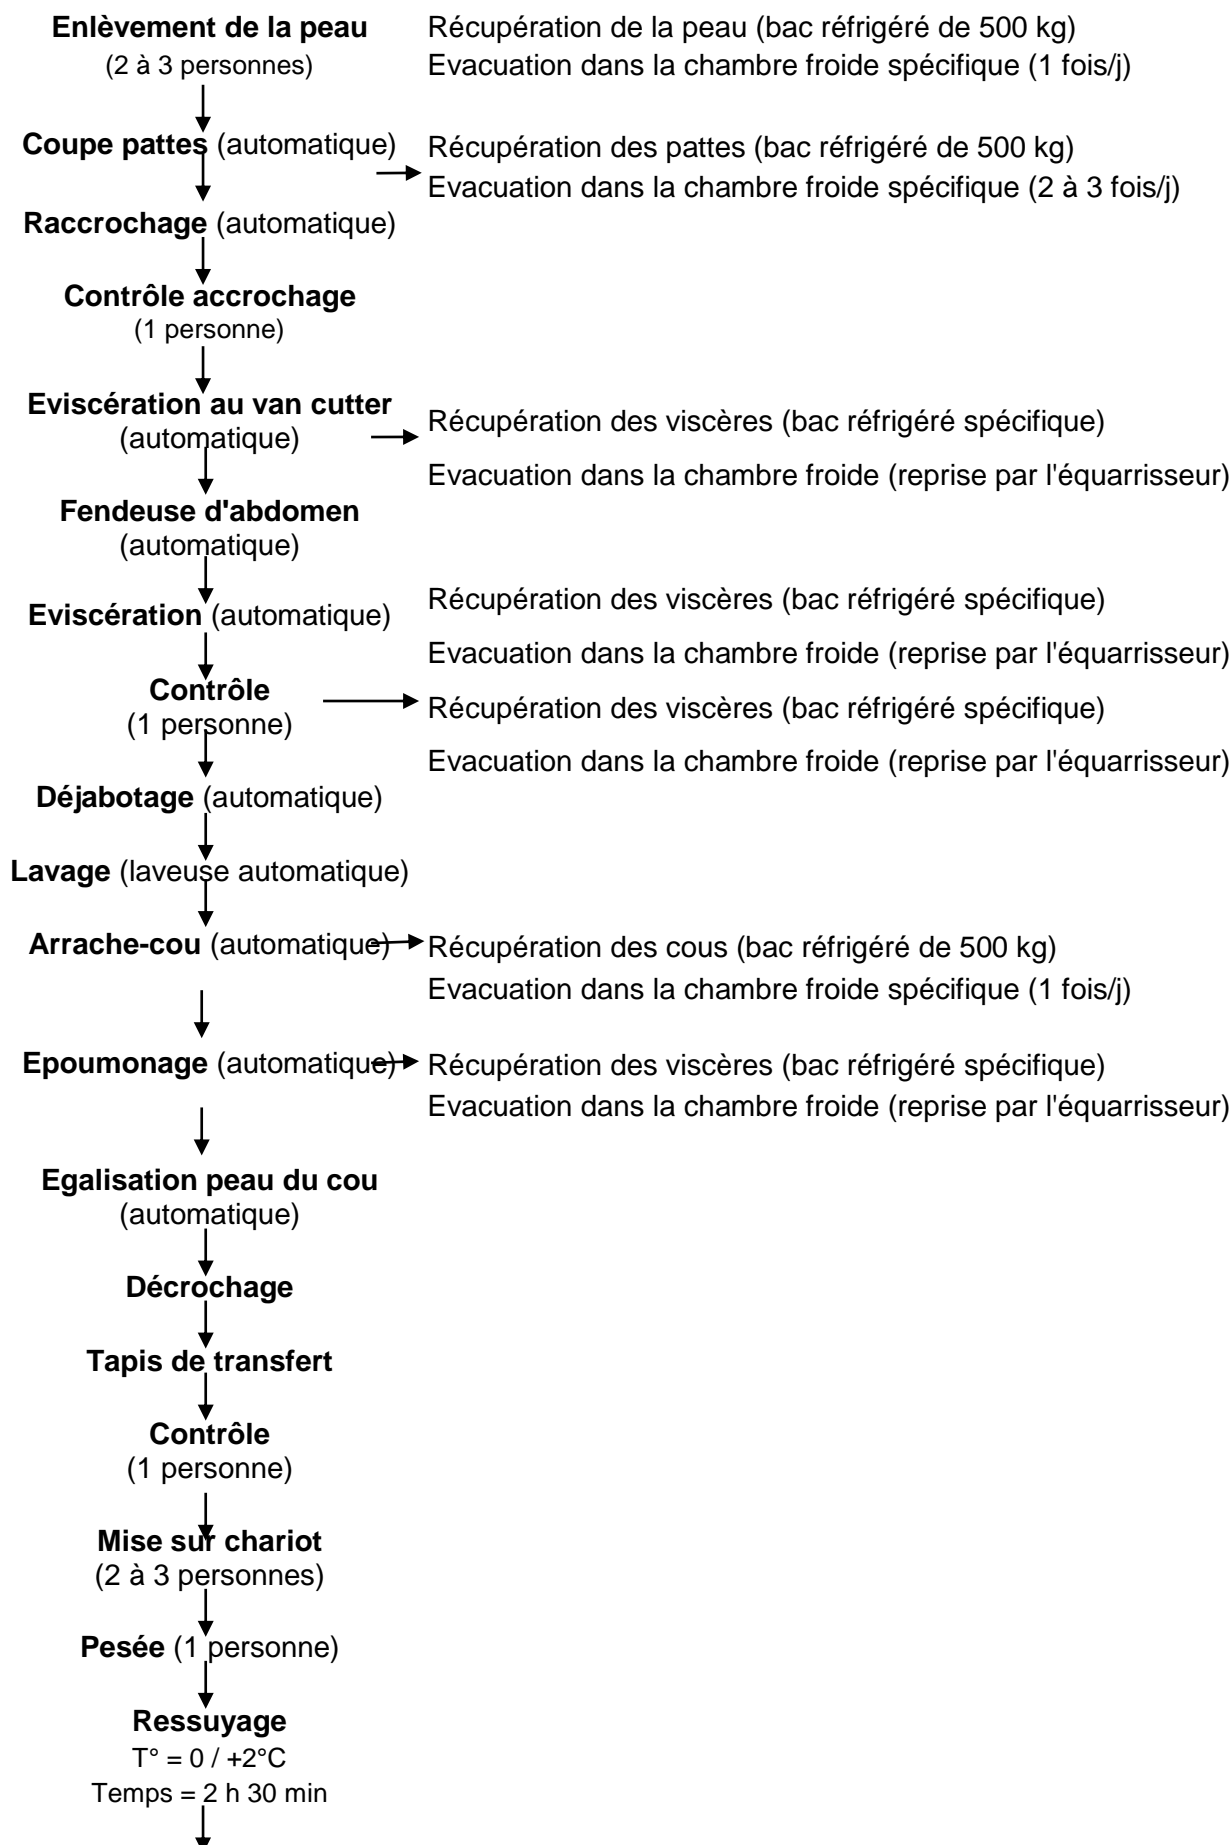 Enlèvement de la peau
(2 à 3 personnes)
Récupération de la peau (bac réfrigéré de 500 kg)
Evacuation dans la chambre froide spécifique (1 fois/j)
Coupe pattes (automatique)
Récupération des pattes (bac réfrigéré de 500 kg)
Evacuation dans la chambre froide spécifique (2 à 3 fois/j)
Raccrochage (automatique)
Contrôle accrochage
(1 personne)
Eviscération au van cutter
(automatique)
Récupération des viscères (bac réfrigéré spécifique)
Evacuation dans la chambre froide (reprise par l'équarrisseur)
Fendeuse d'abdomen
(automatique)
Eviscération (automatique)
Récupération des viscères (bac réfrigéré spécifique)
Evacuation dans la chambre froide (reprise par l'équarrisseur)
Contrôle
(1 personne)
Récupération des viscères (bac réfrigéré spécifique)
Evacuation dans la chambre froide (reprise par l'équarrisseur)
Déjabotage (automatique)
Lavage (laveuse automatique)
Arrache-cou (automatique)
Récupération des cous (bac réfrigéré de 500 kg)
Evacuation dans la chambre froide spécifique (1 fois/j)
Epoumonage (automatique)
Récupération des viscères (bac réfrigéré spécifique)
Evacuation dans la chambre froide (reprise par l'équarrisseur)
Egalisation peau du cou
(automatique)
Décrochage
Tapis de transfert
Contrôle
(1 personne)
Mise sur chariot
(2 à 3 personnes)
Pesée (1 personne)
Ressuyage
T° = 0 / +2°C
Temps = 2 h 30 min